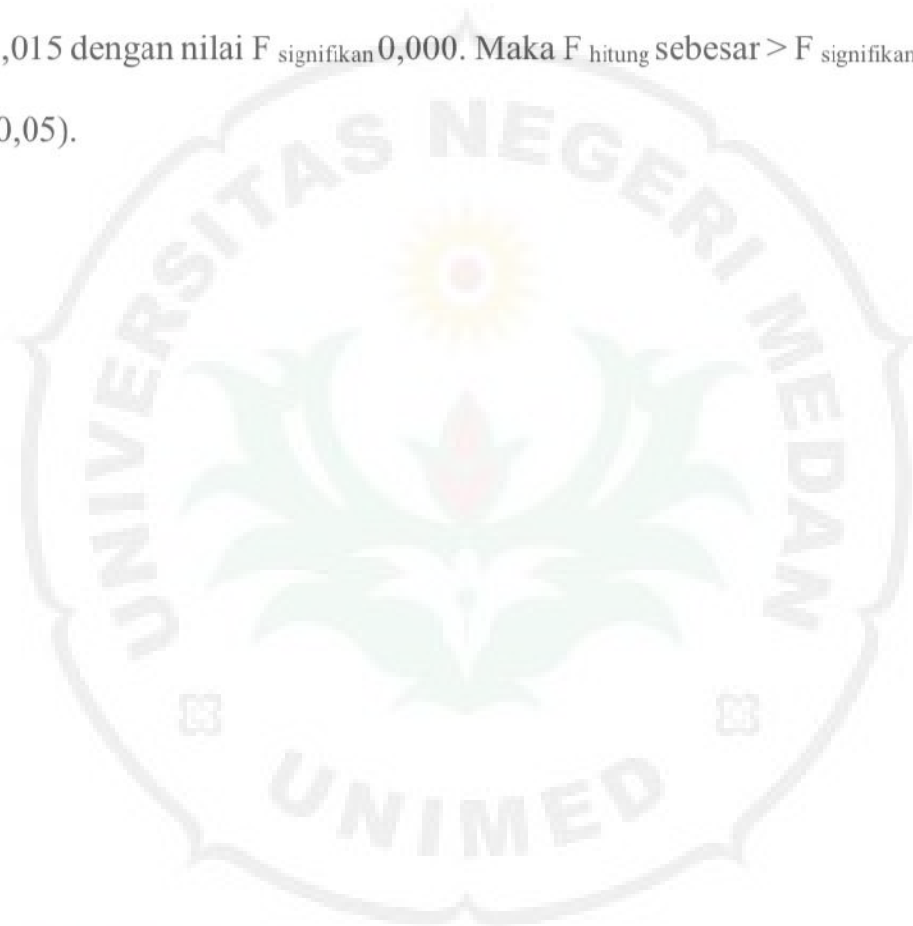 ,015 dengan nilai F signifikan 0,000. Maka F hitung sebesar > F signifikan
0,05).
UNIVERSITAS NEGERI MEDAN
UNIMED